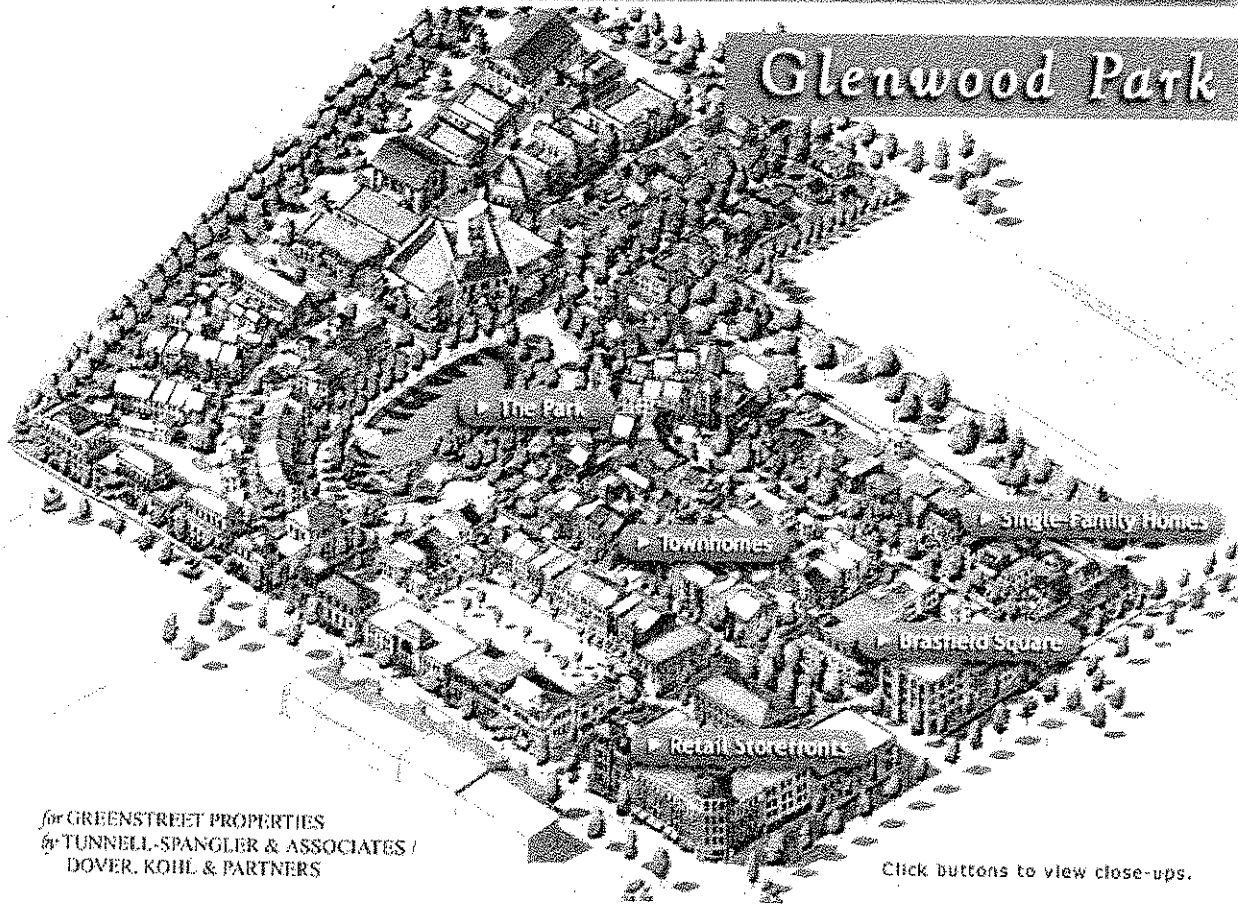 Glenwood Park
▸ The Park
▸ Single-Family Homes
▸ Townhomes
▸ Brasfield Square
▸ Retail Storefronts
for GREENSTREET PROPERTIES
by TUNNELL-SPANGLER & ASSOCIATES /
DOVER, KOHL & PARTNERS
Click buttons to view close-ups.